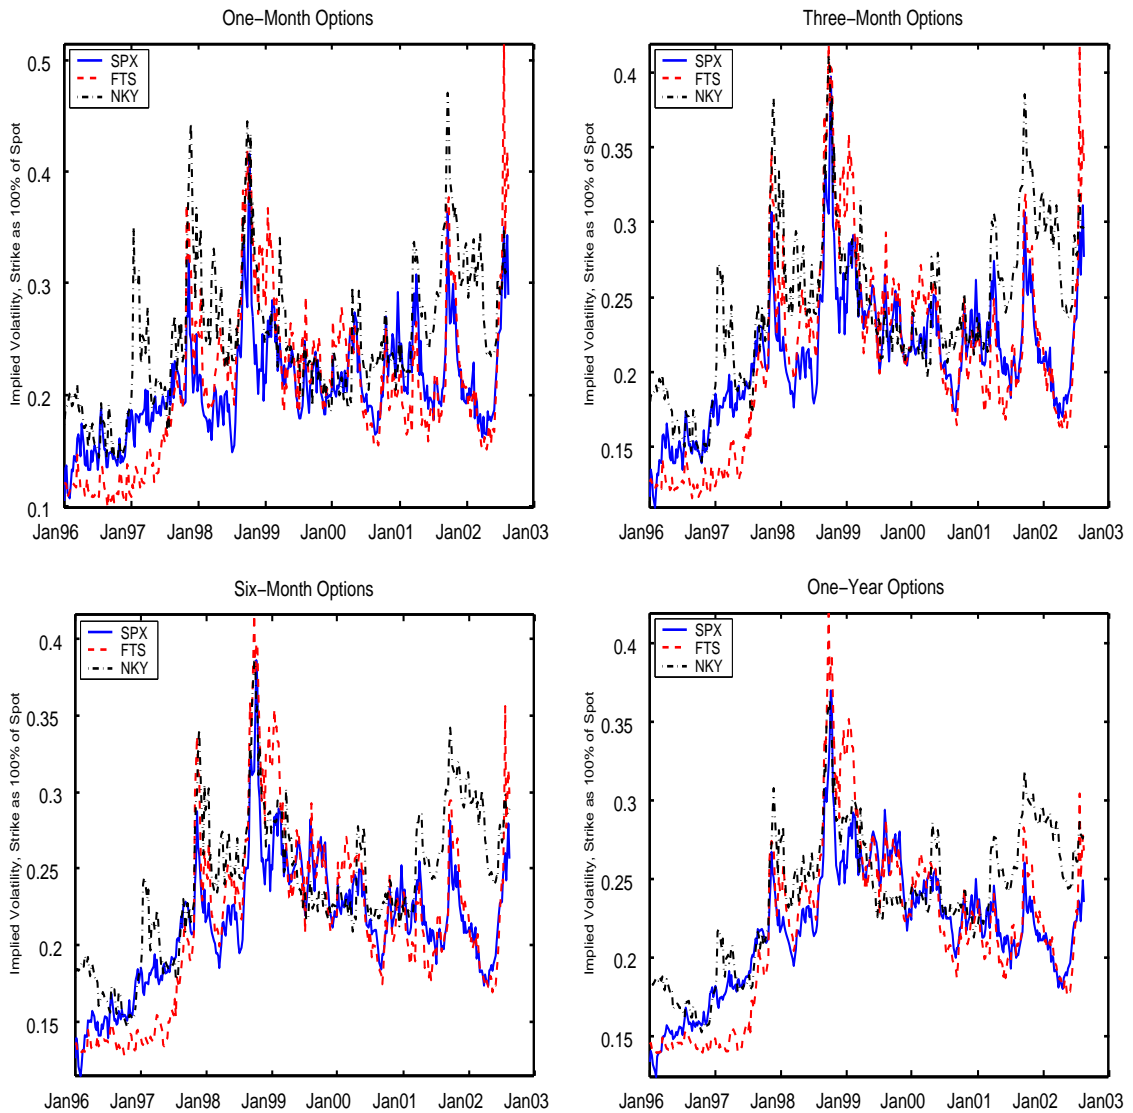 One−Month Options
Implied Volatility, Strike as 100% of Spot
0.5
0.4
0.3
0.2
0.1
SPX
FTS
NKY
Jan96 Jan97 Jan98 Jan99 Jan00 Jan01 Jan02 Jan03
Three−Month Options
Implied Volatility, Strike as 100% of Spot
0.4
0.35
0.3
0.25
0.2
0.15
SPX
FTS
NKY
Jan96 Jan97 Jan98 Jan99 Jan00 Jan01 Jan02 Jan03
Six−Month Options
Implied Volatility, Strike as 100% of Spot
0.4
0.35
0.3
0.25
0.2
0.15
SPX
FTS
NKY
Jan96 Jan97 Jan98 Jan99 Jan00 Jan01 Jan02 Jan03
One−Year Options
Implied Volatility, Strike as 100% of Spot
0.4
0.35
0.3
0.25
0.2
0.15
SPX
FTS
NKY
Jan96 Jan97 Jan98 Jan99 Jan00 Jan01 Jan02 Jan03